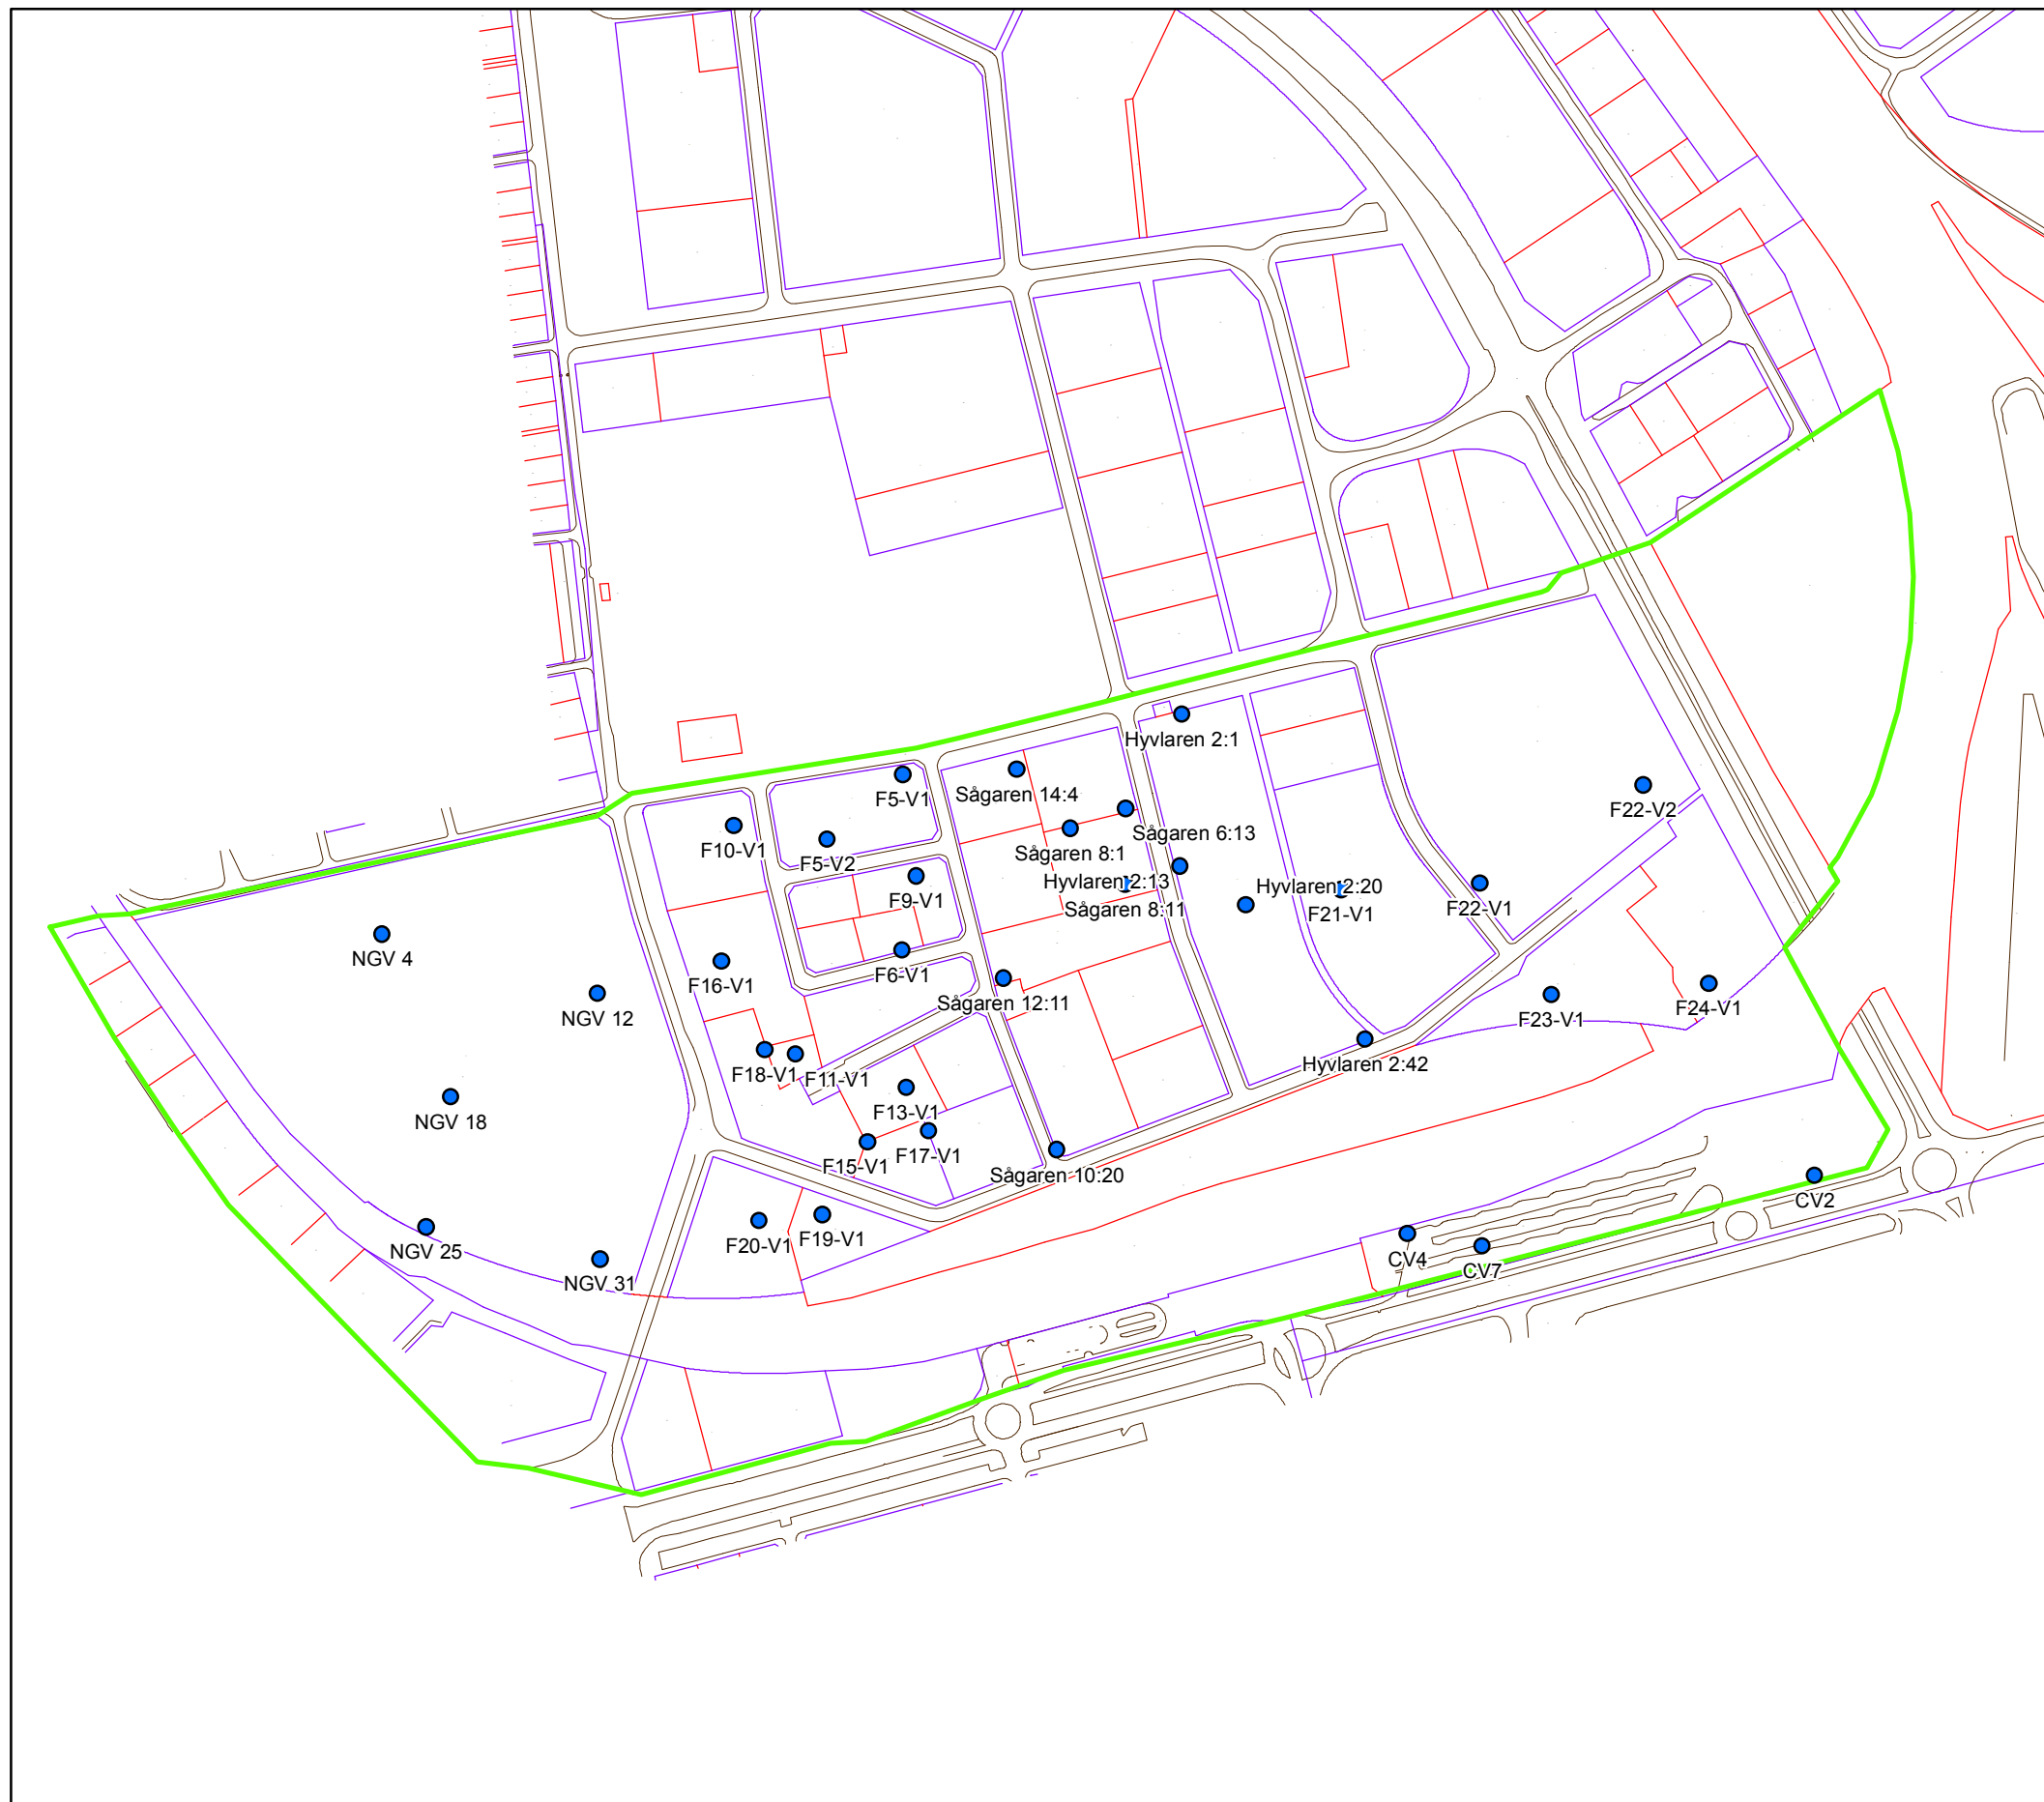 Hyvlaren 2:1
F5-V1
Sågaren 14:4
F22-V2
F10-V1
F5-V2
Sågaren 6:13
Sågaren 8:1
Hyvlaren 2:13
Hyvlaren 2:20
F9-V1
Sågaren 8:11
F21-V1
F22-V1
NGV 4
F16-V1
F6-V1
Sågaren 12:11
NGV 12
F23-V1
F24-V1
F18-V1
F11-V1
Hyvlaren 2:42
NGV 18
F13-V1
F15-V1
F17-V1
Sågaren 10:20
CV2
NGV 25
F20-V1
F19-V1
CV4
CV7
NGV 31